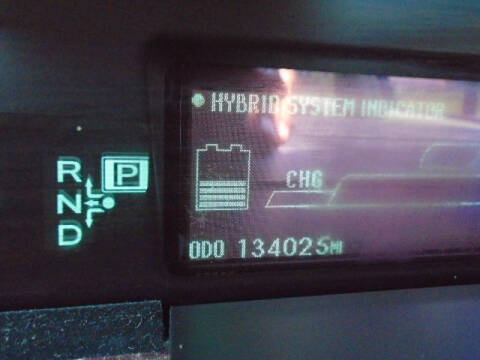 HYBRID SYSTEM INDICATOR
R
P
N
D
CHG
ODO 134025MI